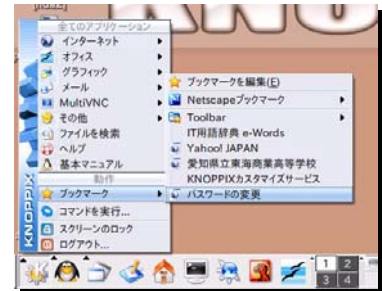 KNO
全てのアプリケーション
インターネット
オフィス
グラフィック
メール
MultiVNC
その他
ファイルを検索
ヘルプ
基本マニュアル
動作
ブックマーク
コマンドを実行...
スクリーンのロック
ログアウト...
KNOPPIX
ブックマークを編集(E)
Netscapeブックマーク
Toolbar
IT用語辞典 e-Words
Yahoo! JAPAN
愛知県立東海商業高等学校
KNOPPIXカスタマイズサービス
パスワードの変更
1 2
3 4